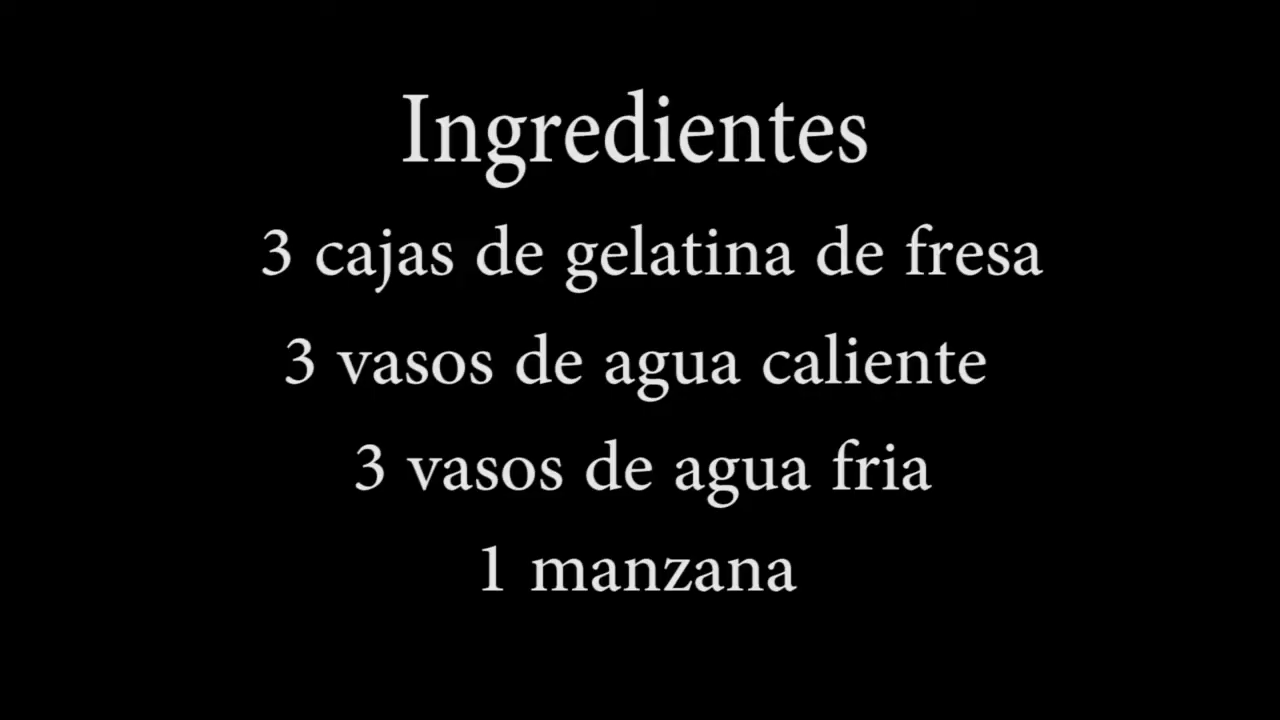 Ingredientes
3 cajas de gelatina de fresa
3 vasos de agua caliente
3 vasos de agua fria
1 manzana